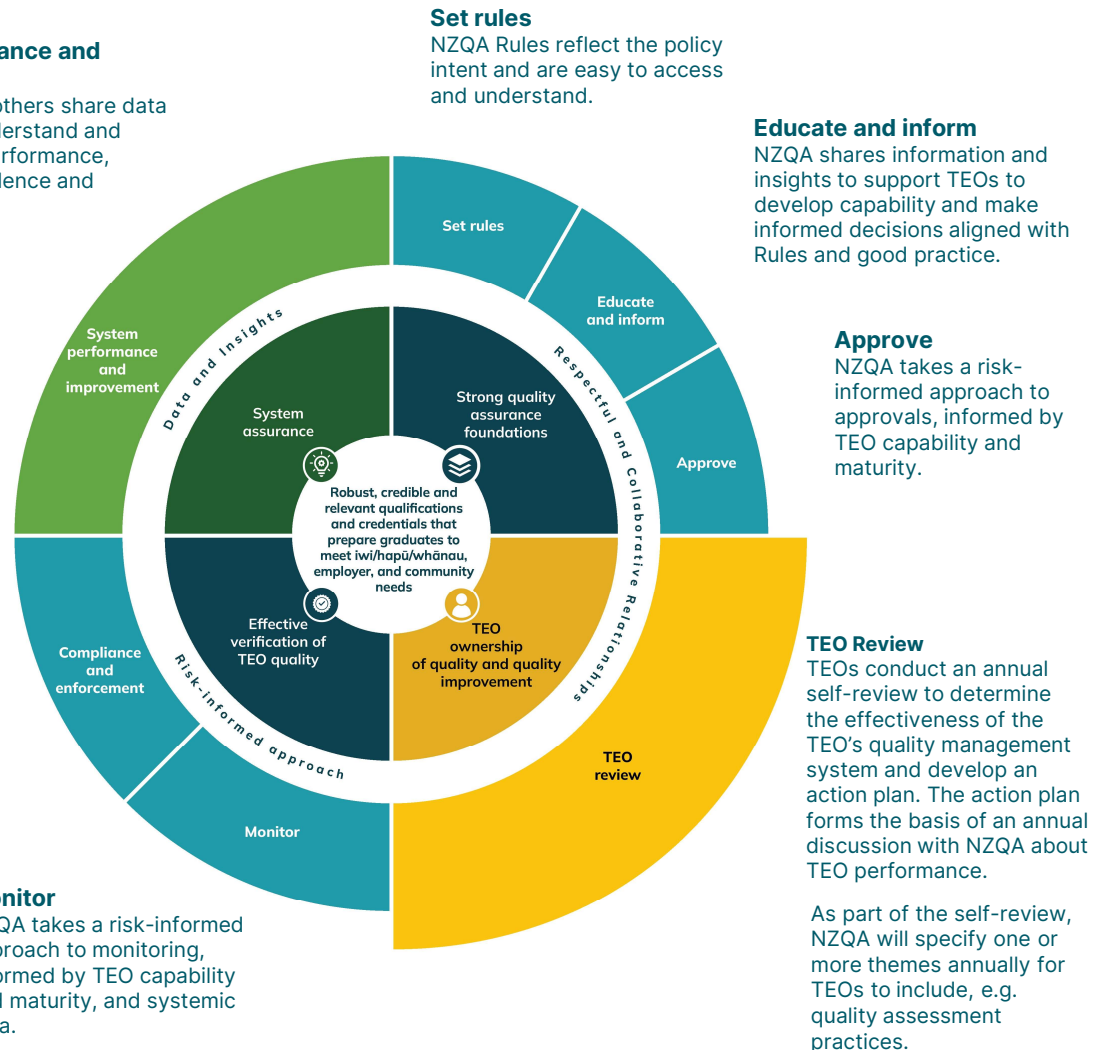 Set rules
NZQA Rules reflect the policy
intent and are easy to access
and understand.
and
others share data
and
performance,
and
Educate and inform
NZQA shares information and
insights to support TEOs to
develop capability and make
informed decisions aligned with
Rules and good practice.
Approve
NZQA takes a risk-
informed approach to
approvals, informed by
TEO capability and
maturity.
TEO Review
TEOs conduct an annual
self-review to determine
the effectiveness of the
TEO’s quality management
system and develop an
action plan. The action plan
forms the basis of an annual
discussion with NZQA about
TEO performance.
As part of the self-review,
NZQA will specify one or
more themes annually for
TEOs to include, e.g.
quality assessment
practices.
takes a risk-informed
to monitoring,
by TEO capability
maturity, and systemic
Set rules
Educate
and inform
Approve
TEO
review
Monitor
Compliance
and
enforcement
System
performance
and
improvement
Data and Insights
Respectful and Collaborative Relationships
Risk-informed approach
System
assurance
Strong quality
assurance
foundations
Effective
verification of
TEO quality
TEO
ownership
of quality and quality
improvement
Robust, credible and
relevant qualifications
and credentials that
prepare graduates to
meet iwi/hapū/whānau,
employer, and community
needs